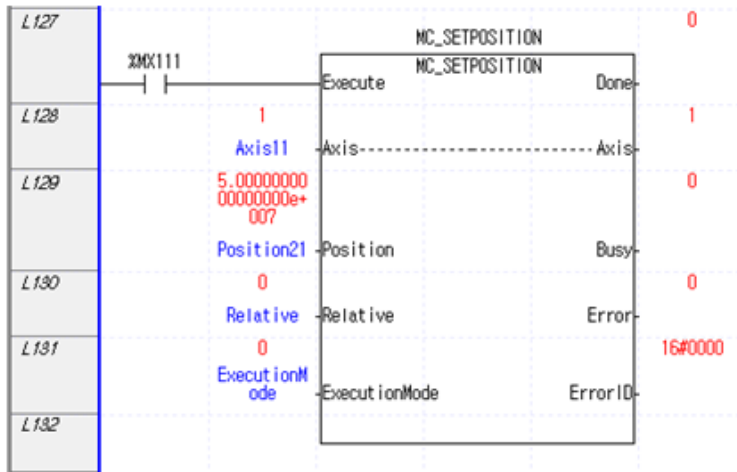 L127
0
MC_SETPOSITION
%MX111
MC_SETPOSITION
Execute
Done
L128
1
1
Axis11
Axis
Axis
L129
5.00000000
00000000e+
007
0
Position21
Position
Busy
L130
0
0
Relative
Relative
Error
L131
0
16#0000
ExecutionM
ode
ExecutionMode
ErrorID
L132